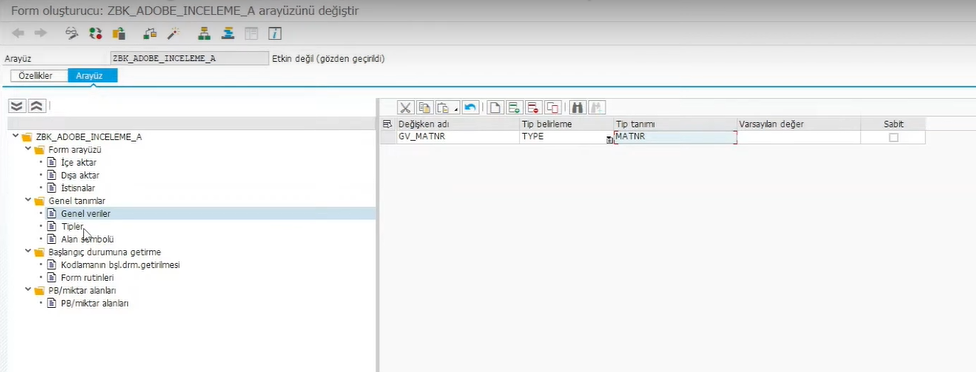 Form oluşturucu: ZBK_ADOBE_INCELEME_A arayüzünü değiştir
Arayüz ZBK_ADOBE_INCELEME_A Etkin değil (gözden geçirildi)
Özellikler Arayüz
ZBK_ADOBE_INCELEME_A
Form arayüzü
İçe aktar
Dışa aktar
İstisnalar
Genel tanımlar
Genel veriler
Tipler
Alan sembolü
Başlangıç durumuna getirme
Kodlamanın bşl.drm.getirilmesi
Form rutinleri
PB/miktar alanları
PB/miktar alanları
Değişken adı Tip belirleme Tip tanımı Varsayılan değer Sabit
GV_MATNR TYPE MATNR